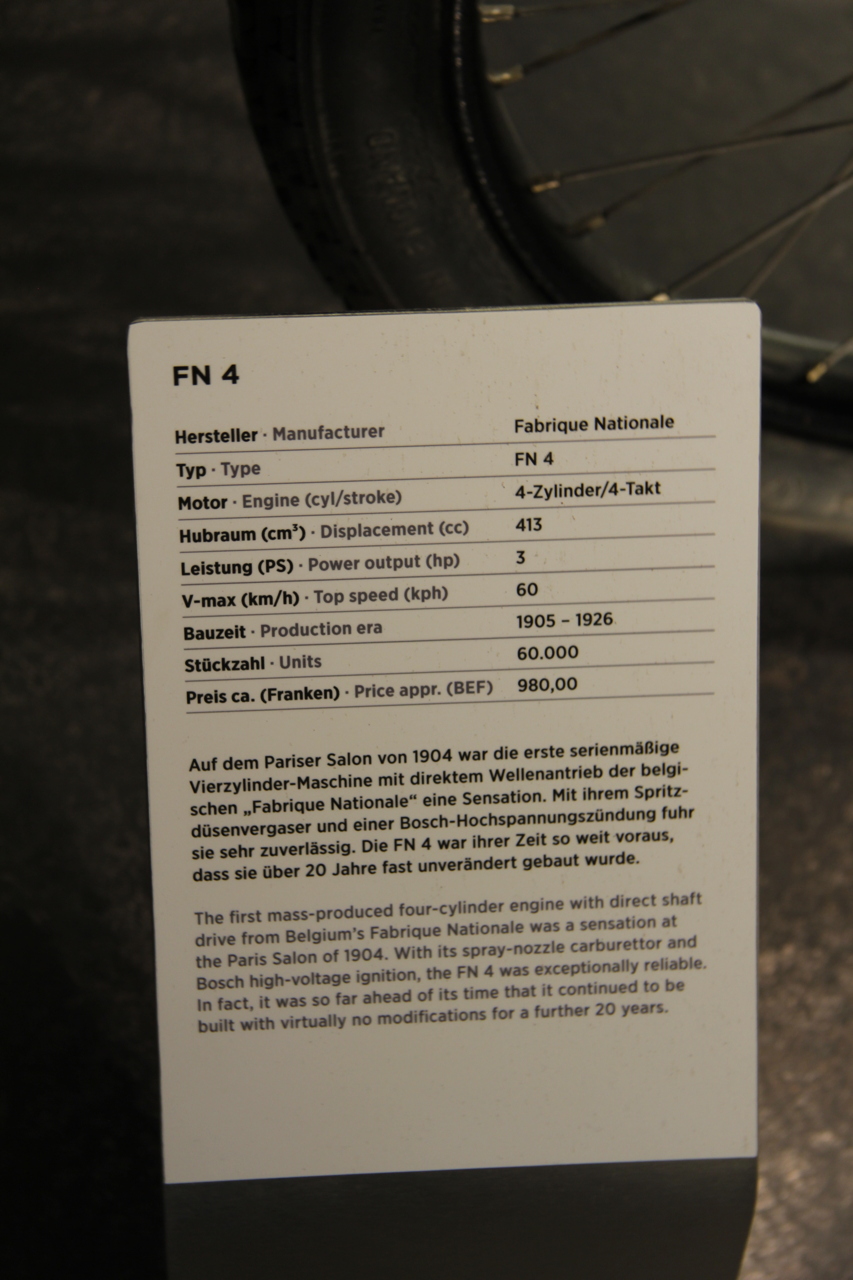 FN 4
Hersteller · Manufacturer Fabrique Nationale
Typ · Type FN 4
Motor · Engine (cyl/stroke) 4-Zylinder/4-Takt
Hubraum (cm³) · Displacement (cc) 413
Leistung (PS) · Power output (hp) 3
V-max (km/h) · Top speed (kph) 60
Bauzeit · Production era 1905 – 1926
Stückzahl · Units 60.000
Preis ca. (Franken) · Price appr. (BEF) 980,00
Auf dem Pariser Salon von 1904 war die erste serienmäßige
Vierzylinder-Maschine mit direktem Wellenantrieb der belgi-
schen „Fabrique Nationale“ eine Sensation. Mit ihrem Spritz-
düsenvergaser und einer Bosch-Hochspannungszündung fuhr
sie sehr zuverlässig. Die FN 4 war ihrer Zeit so weit voraus,
dass sie über 20 Jahre fast unverändert gebaut wurde.
The first mass-produced four-cylinder engine with direct shaft
drive from Belgium's Fabrique Nationale was a sensation at
the Paris Salon of 1904. With its spray-nozzle carburettor and
Bosch high-voltage ignition, the FN 4 was exceptionally reliable.
In fact, it was so far ahead of its time that it continued to be
built with virtually no modifications for a further 20 years.